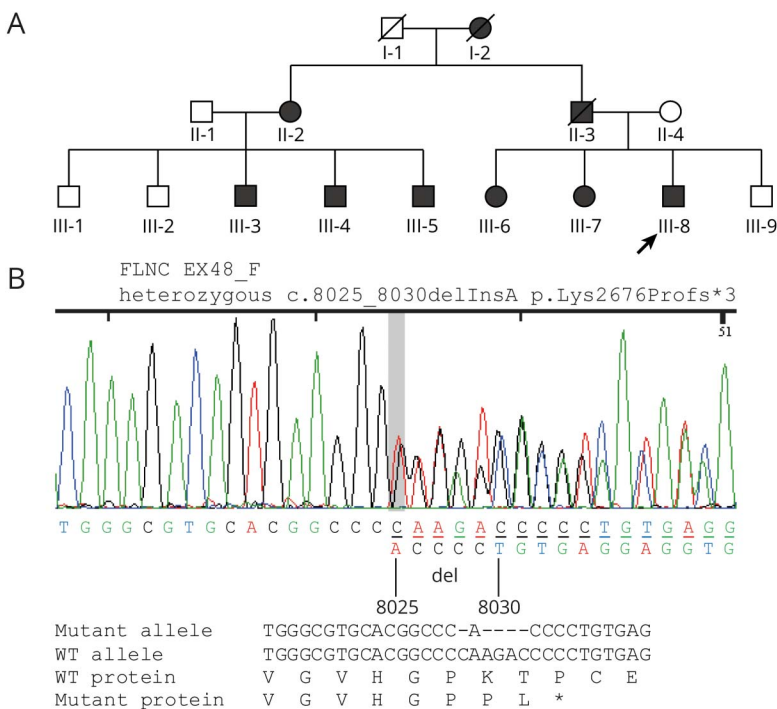 A
I-1 I-2
II-1 II-2 II-3 II-4
III-1 III-2 III-3 III-4 III-5 III-6 III-7 III-8 III-9
B
FLNC EX48_F
heterozygous c.8025_8030delInsA p.Lys2676Profs*3
51
T G G G C G T G C A C G G C C C C A A G A C C C C C T G T G A G G
A C C C C T G T G A G G A G G T G
del
8025 8030
Mutant allele TGGGCGTGCACGGCCC-A----CCCCTGTGAG
WT allele TGGGCGTGCACGGCCCCAAGACCCCCTGTGAG
WT protein V G V H G P K T P C E
Mutant protein V G V H G P P L *